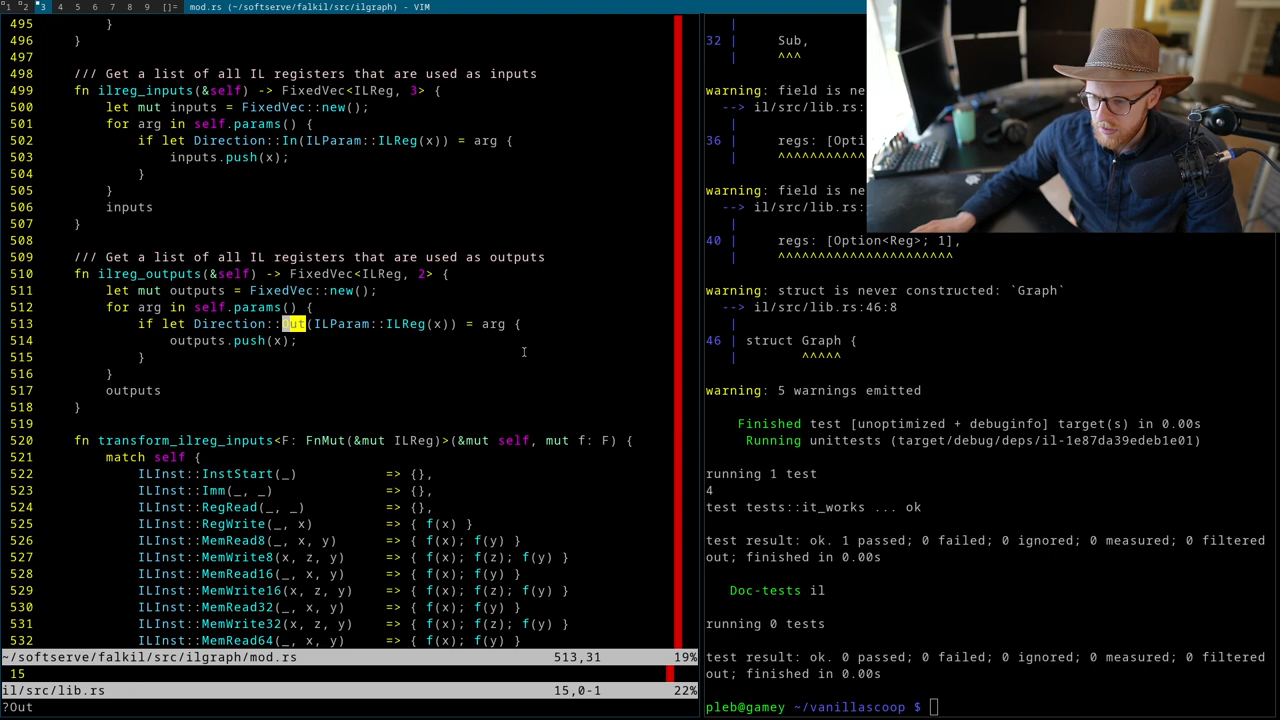 1 2 3 4 5 6 7 8 9 []= mod.rs (~/softserve/falkil/src/ilgraph) - VIM
495 }
496 }
497
498 /// Get a list of all IL registers that are used as inputs
499 fn ilreg_inputs(&self) -> FixedVec<ILReg, 3> {
500 let mut inputs = FixedVec::new();
501 for arg in self.params() {
502 if let Direction::In(ILParam::ILReg(x)) = arg {
503 inputs.push(x);
504 }
505 }
506 inputs
507 }
508
509 /// Get a list of all IL registers that are used as outputs
510 fn ilreg_outputs(&self) -> FixedVec<ILReg, 2> {
511 let mut outputs = FixedVec::new();
512 for arg in self.params() {
513 if let Direction::Out(ILParam::ILReg(x)) = arg {
514 outputs.push(x);
515 }
516 }
517 outputs
518 }
519
520 fn transform_ilreg_inputs<F: FnMut(&mut ILReg)>(&mut self, mut f: F) {
521 match self {
522 ILInst::InstStart(_) => {},
523 ILInst::Imm(_, _) => {},
524 ILInst::RegRead(_, _) => {},
525 ILInst::RegWrite(_, x) => { f(x) }
526 ILInst::MemRead8(_, x, y) => { f(x); f(y) }
527 ILInst::MemWrite8(x, z, y) => { f(x); f(z); f(y) }
528 ILInst::MemRead16(_, x, y) => { f(x); f(y) }
529 ILInst::MemWrite16(x, z, y) => { f(x); f(z); f(y) }
530 ILInst::MemRead32(_, x, y) => { f(x); f(y) }
531 ILInst::MemWrite32(x, z, y) => { f(x); f(z); f(y) }
532 ILInst::MemRead64(_, x, y) => { f(x); f(y) }
~/softserve/falkil/src/ilgraph/mod.rs 513,31 19%
15
il/src/lib.rs 15,0-1 22%
?Out
|
32 | Sub,
| ^^^
warning: field is ne
--> il/src/lib.rs:
|
36 | regs: [Optio
| ^^^^^^^^^^^
warning: field is ne
--> il/src/lib.rs:
|
40 | regs: [Option<Reg>; 1],
| ^^^^^^^^^^^^^^^^^^^^^^
warning: struct is never constructed: `Graph`
--> il/src/lib.rs:46:8
|
46 | struct Graph {
| ^^^^^
warning: 5 warnings emitted
Finished test [unoptimized + debuginfo] target(s) in 0.00s
Running unittests (target/debug/deps/il-1e87da39edeb1e01)
running 1 test
4
test tests::it_works ... ok
test result: ok. 1 passed; 0 failed; 0 ignored; 0 measured; 0 filtered
out; finished in 0.00s
Doc-tests il
running 0 tests
test result: ok. 0 passed; 0 failed; 0 ignored; 0 measured; 0 filtered
out; finished in 0.00s
pleb@gamey ~/vanillascoop $